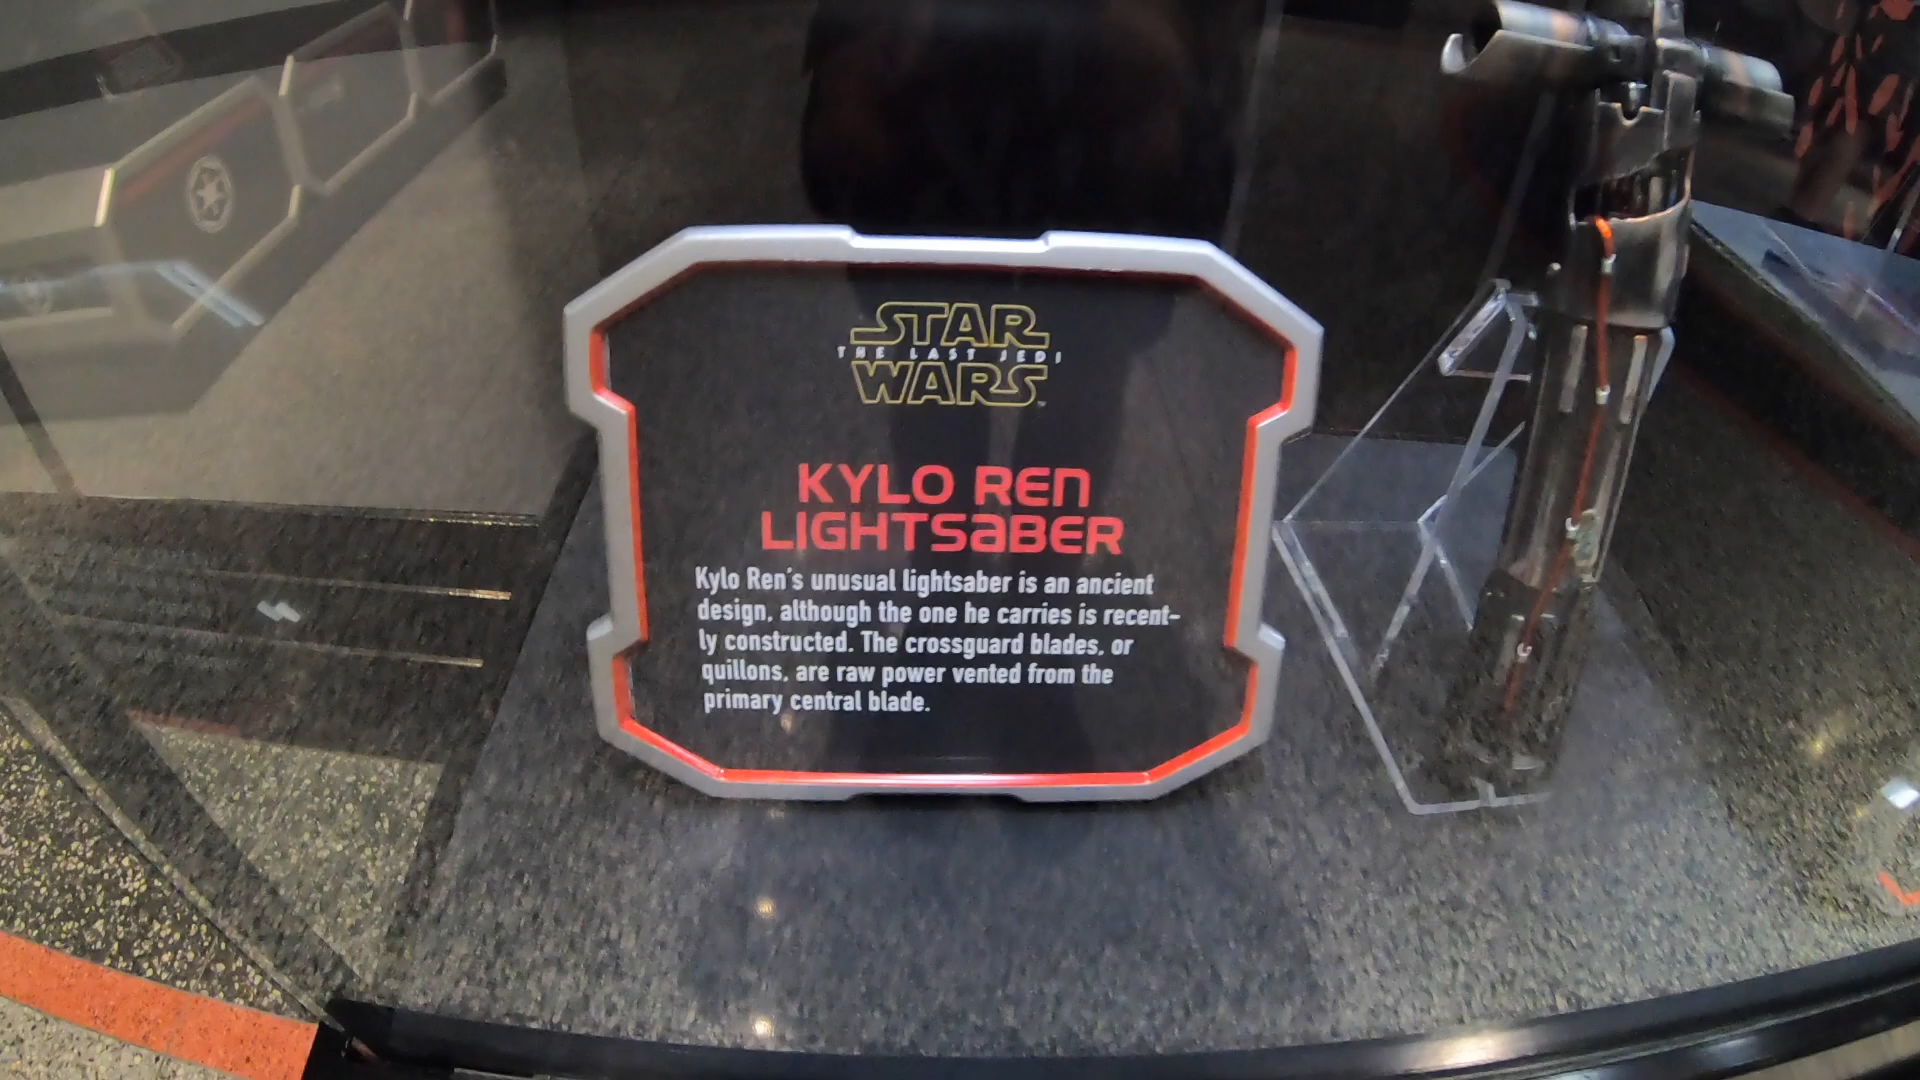 STAR
THE LAST JEDI
WARS
KYLO REN
LIGHTSABER
Kylo Ren's unusual lightsaber is an ancient
design, although the one he carries is recent-
ly constructed. The crossguard blades, or
quillons, are raw power vented from the
primary central blade.